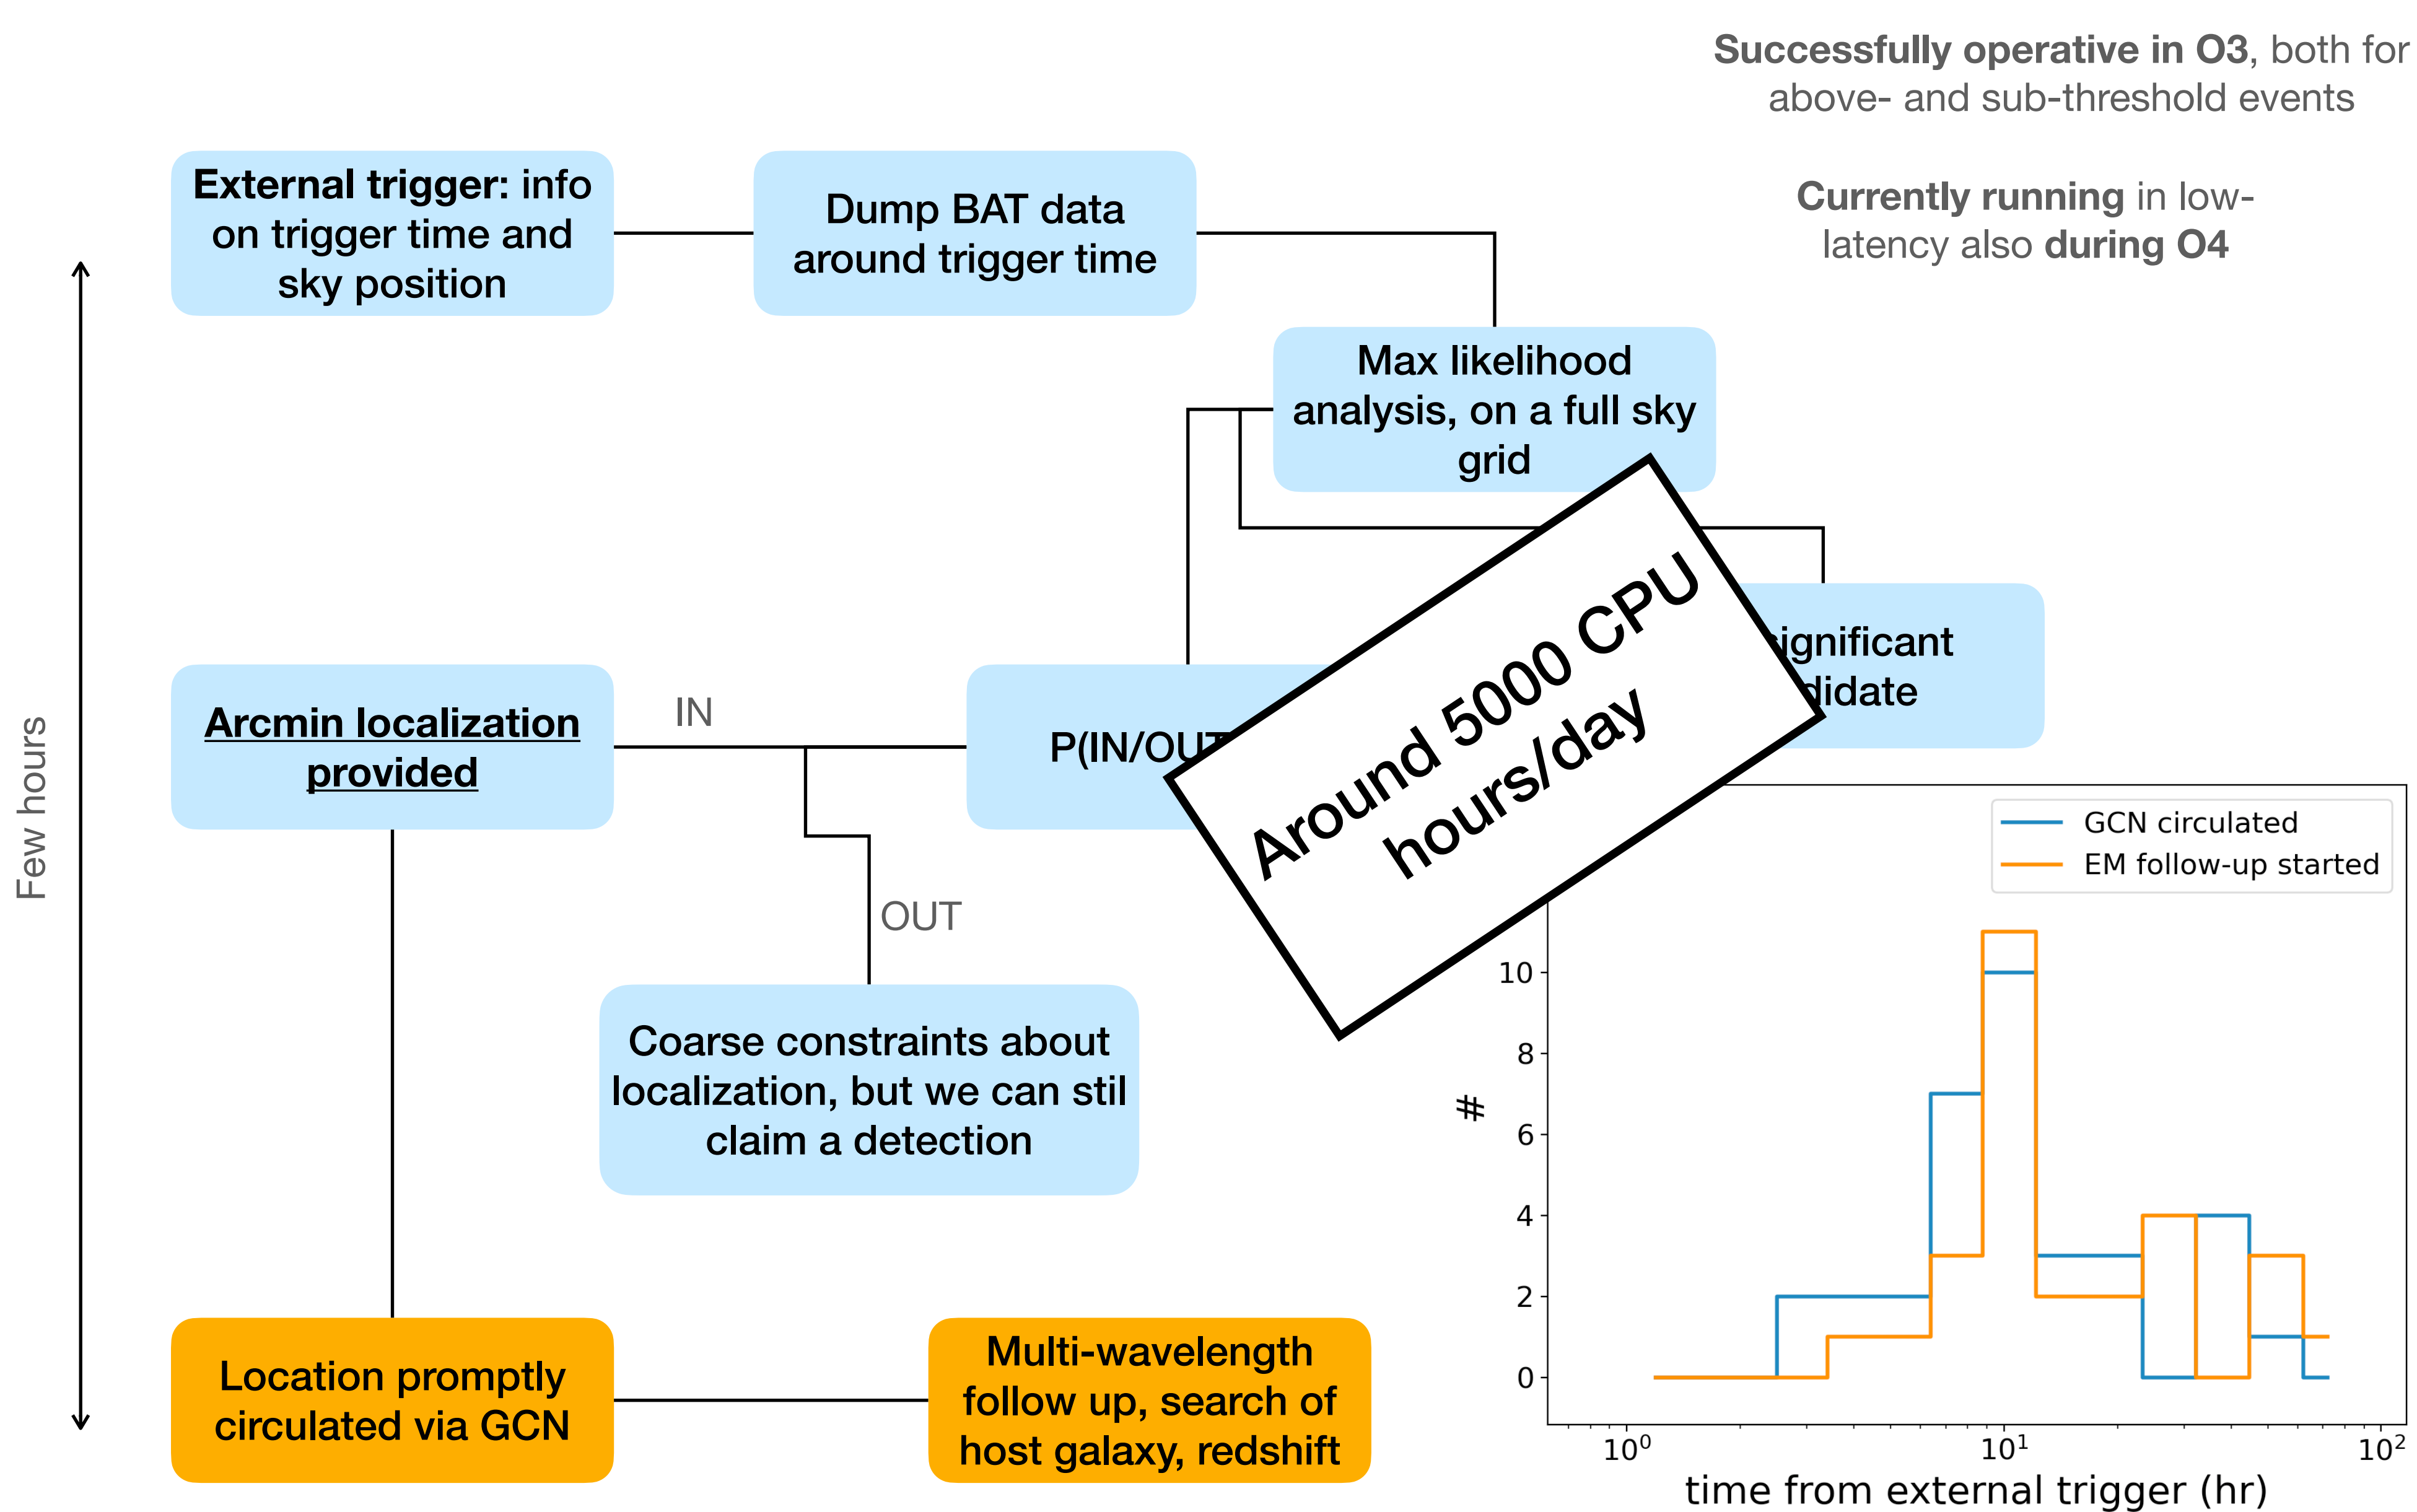 Successfully operative in O3, both for
above- and sub-threshold events
Currently running in low-
latency also during O4
External trigger: info
on trigger time and
sky position
Dump BAT data
around trigger time
Max likelihood
analysis, on a full sky
grid
Few hours
Around 5000 CPU
hours/day
significant
didate
Arcmin localization
provided
IN
P(IN/OUT
OUT
Coarse constraints about
localization, but we can stil
claim a detection
Location promptly
circulated via GCN
Multi-wavelength
follow up, search of
host galaxy, redshift
GCN circulated
EM follow-up started
10
8
6
4
2
0
#
10⁰
10¹
10²
time from external trigger (hr)